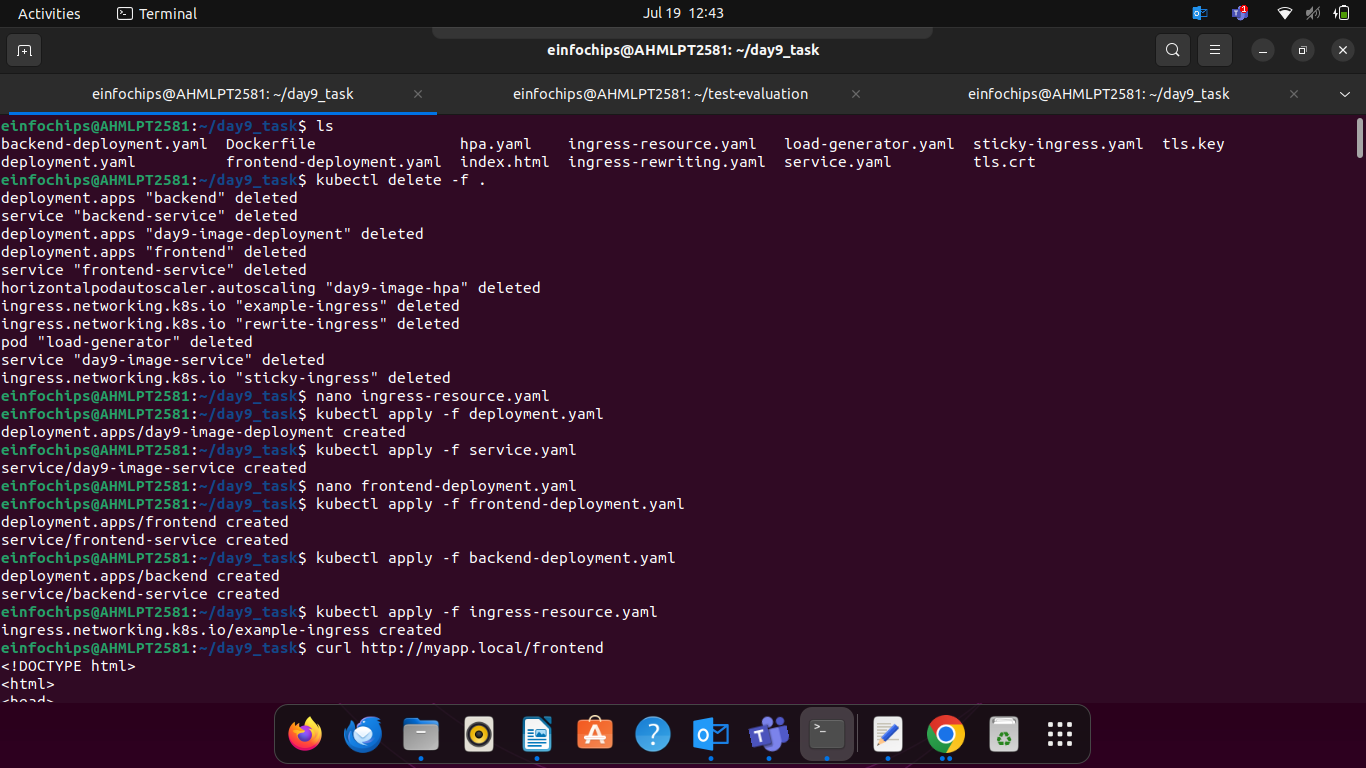 Activities Terminal Jul 19 12:43 1
einfochips@AHMLPT2581: ~/day9_task
einfochips@AHMLPT2581: ~/day9_task × einfochips@AHMLPT2581: ~/test-evaluation × einfochips@AHMLPT2581: ~/day9_task ×
einfochips@AHMLPT2581:~/day9_task$ ls
backend-deployment.yaml Dockerfile hpa.yaml ingress-resource.yaml load-generator.yaml sticky-ingress.yaml tls.key
deployment.yaml frontend-deployment.yaml index.html ingress-rewriting.yaml service.yaml tls.crt
einfochips@AHMLPT2581:~/day9_task$ kubectl delete -f .
deployment.apps "backend" deleted
service "backend-service" deleted
deployment.apps "day9-image-deployment" deleted
deployment.apps "frontend" deleted
service "frontend-service" deleted
horizontalpodautoscaler.autoscaling "day9-image-hpa" deleted
ingress.networking.k8s.io "example-ingress" deleted
ingress.networking.k8s.io "rewrite-ingress" deleted
pod "load-generator" deleted
service "day9-image-service" deleted
ingress.networking.k8s.io "sticky-ingress" deleted
einfochips@AHMLPT2581:~/day9_task$ nano ingress-resource.yaml
einfochips@AHMLPT2581:~/day9_task$ kubectl apply -f deployment.yaml
deployment.apps/day9-image-deployment created
einfochips@AHMLPT2581:~/day9_task$ kubectl apply -f service.yaml
service/day9-image-service created
einfochips@AHMLPT2581:~/day9_task$ nano frontend-deployment.yaml
einfochips@AHMLPT2581:~/day9_task$ kubectl apply -f frontend-deployment.yaml
deployment.apps/frontend created
service/frontend-service created
einfochips@AHMLPT2581:~/day9_task$ kubectl apply -f backend-deployment.yaml
deployment.apps/backend created
service/backend-service created
einfochips@AHMLPT2581:~/day9_task$ kubectl apply -f ingress-resource.yaml
ingress.networking.k8s.io/example-ingress created
einfochips@AHMLPT2581:~/day9_task$ curl http://myapp.local/frontend
<!DOCTYPE html>
<html>
<head>